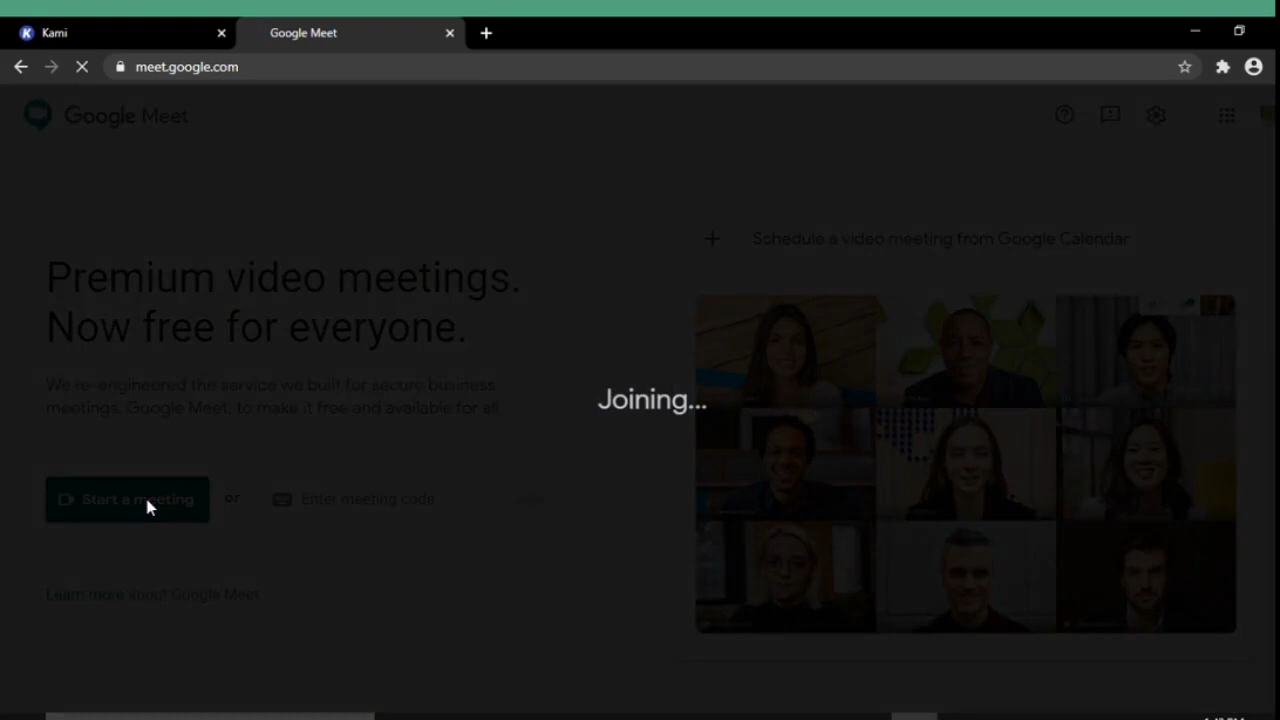 Kami
Google Meet
meet.google.com
Google Meet
Schedule a video meeting from Google Calendar
Premium video meetings.
Now free for everyone.
We re-engineered the service we built for secure business
meetings, Google Meet, to make it free and available for all.
Joining...
Start a meeting or Enter meeting code
Learn more about Google Meet